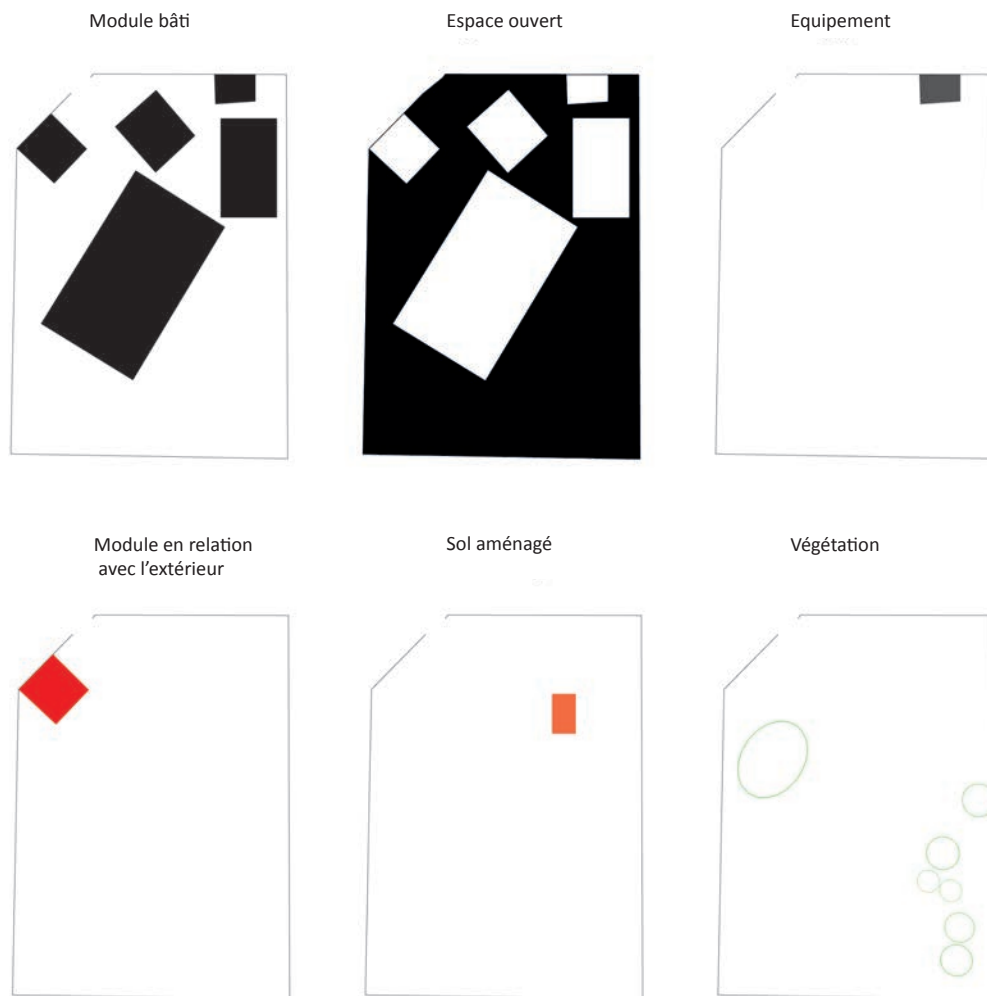 Module bâti
Espace ouvert
Equipement
Module en relation
avec l'extérieur
Sol aménagé
Végétation